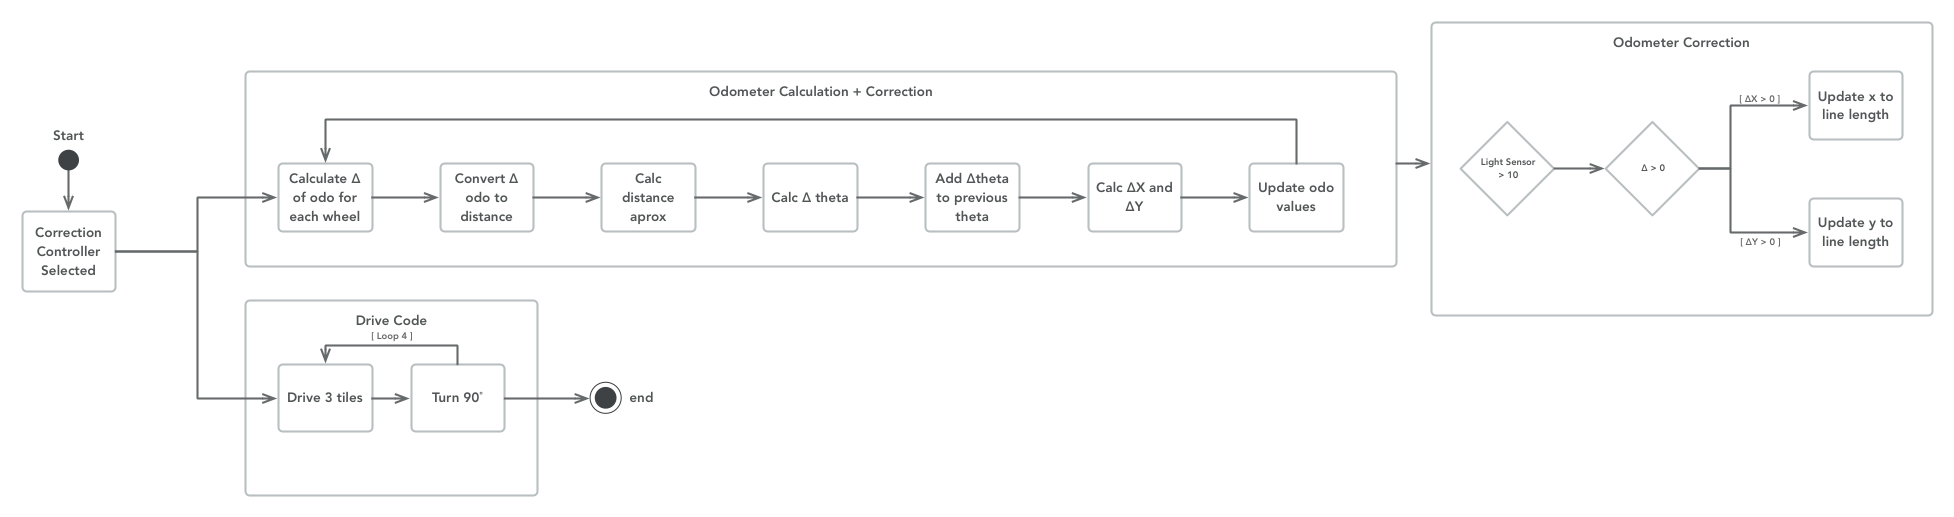 Start
Correction
Controller
Selected
Odometer Calculation + Correction
Calculate Δ
of odo for
each wheel
Convert Δ
odo to
distance
Calc
distance
aprox
Calc Δ theta
Add Δtheta
to previous
theta
Calc ΔX and
ΔY
Update odo
values
Drive Code
[ Loop 4 ]
Drive 3 tiles
Turn 90°
end
Odometer Correction
Light Sensor
> 10
Δ > 0
[ ΔX > 0 ]
Update x to
line length
[ ΔY > 0 ]
Update y to
line length